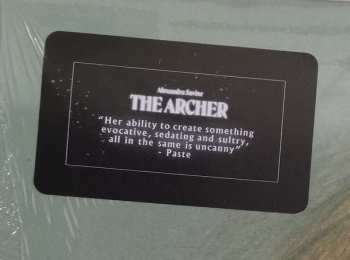 Alexandra Savior
THE ARCHER
"Her ability to create something
evocative, sedating and sultry,
all in the same is uncanny"
- Paste